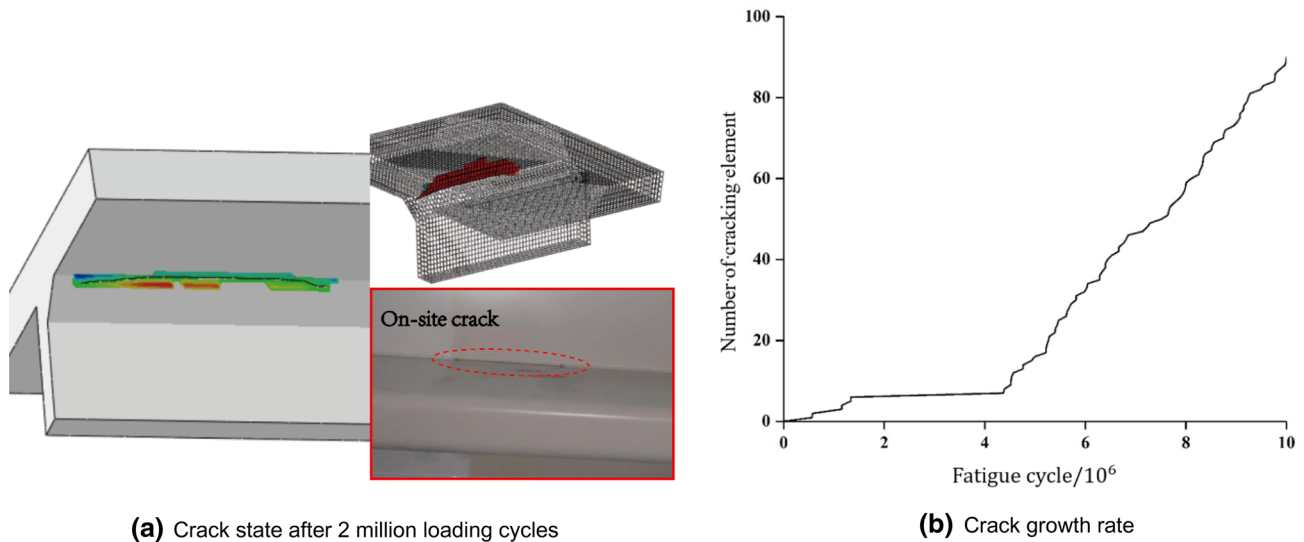 On-site crack
(a) Crack state after 2 million loading cycles
Number·of·cracking·element
100
80
60
40
20
0
0 2 4 6 8 10
Fatigue cycle/10⁶
(b) Crack growth rate